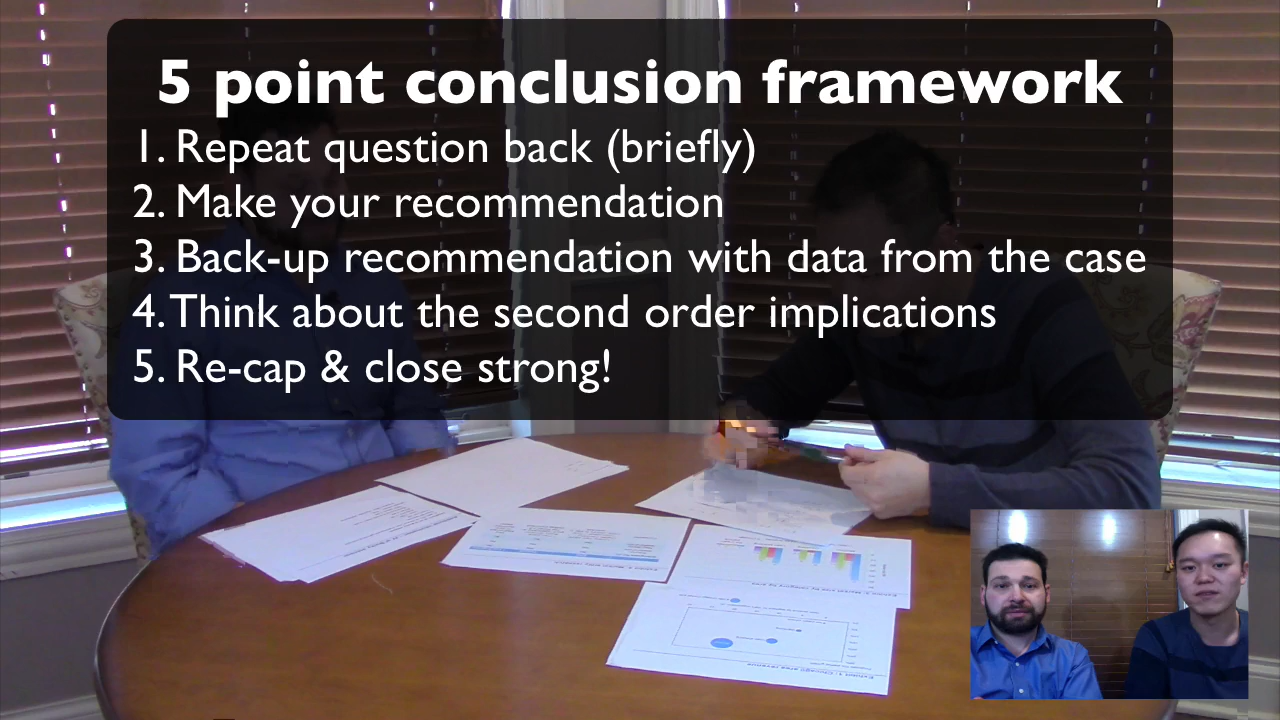 5 point conclusion framework
1. Repeat question back (briefly)
2. Make your recommendation
3. Back-up recommendation with data from the case
4. Think about the second order implications
5. Re-cap & close strong!